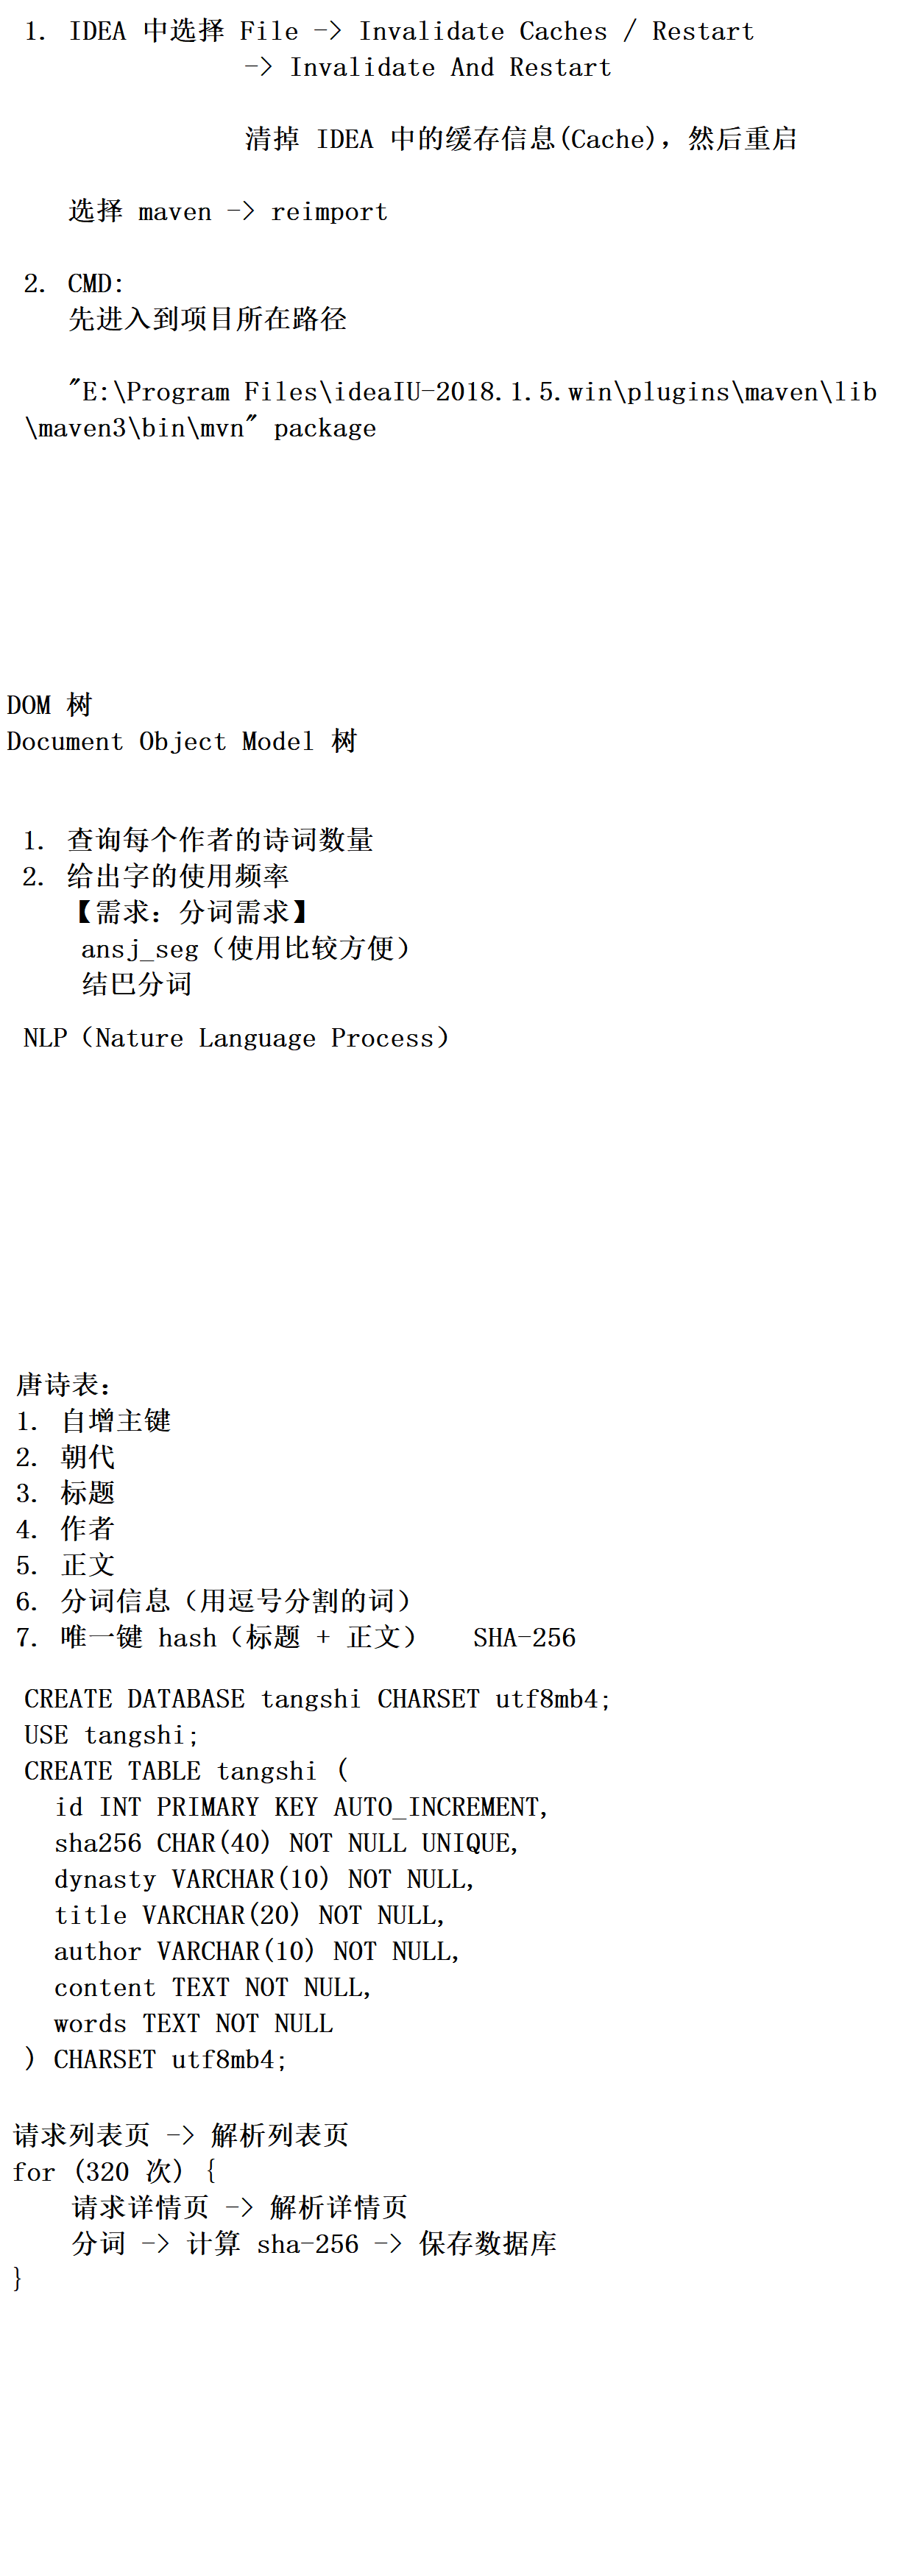 1. IDEA 中选择 File -> Invalidate Caches / Restart
-> Invalidate And Restart
清掉 IDEA 中的缓存信息(Cache)，然后重启
选择 maven -> reimport
2. CMD:
先进入到项目所在路径
"E:\Program Files\ideaIU-2018.1.5.win\plugins\maven\lib
\maven3\bin\mvn" package
DOM 树
Document Object Model 树
1. 查询每个作者的诗词数量
2. 给出字的使用频率
【需求：分词需求】
ansj_seg（使用比较方便）
结巴分词
NLP（Nature Language Process）
唐诗表：
1. 自增主键
2. 朝代
3. 标题
4. 作者
5. 正文
6. 分词信息（用逗号分割的词）
7. 唯一键 hash（标题 + 正文） SHA-256
CREATE DATABASE tangshi CHARSET utf8mb4;
USE tangshi;
CREATE TABLE tangshi (
id INT PRIMARY KEY AUTO_INCREMENT,
sha256 CHAR(40) NOT NULL UNIQUE,
dynasty VARCHAR(10) NOT NULL,
title VARCHAR(20) NOT NULL,
author VARCHAR(10) NOT NULL,
content TEXT NOT NULL,
words TEXT NOT NULL
) CHARSET utf8mb4;
请求列表页 -> 解析列表页
for (320 次) {
请求详情页 -> 解析详情页
分词 -> 计算 sha-256 -> 保存数据库
}